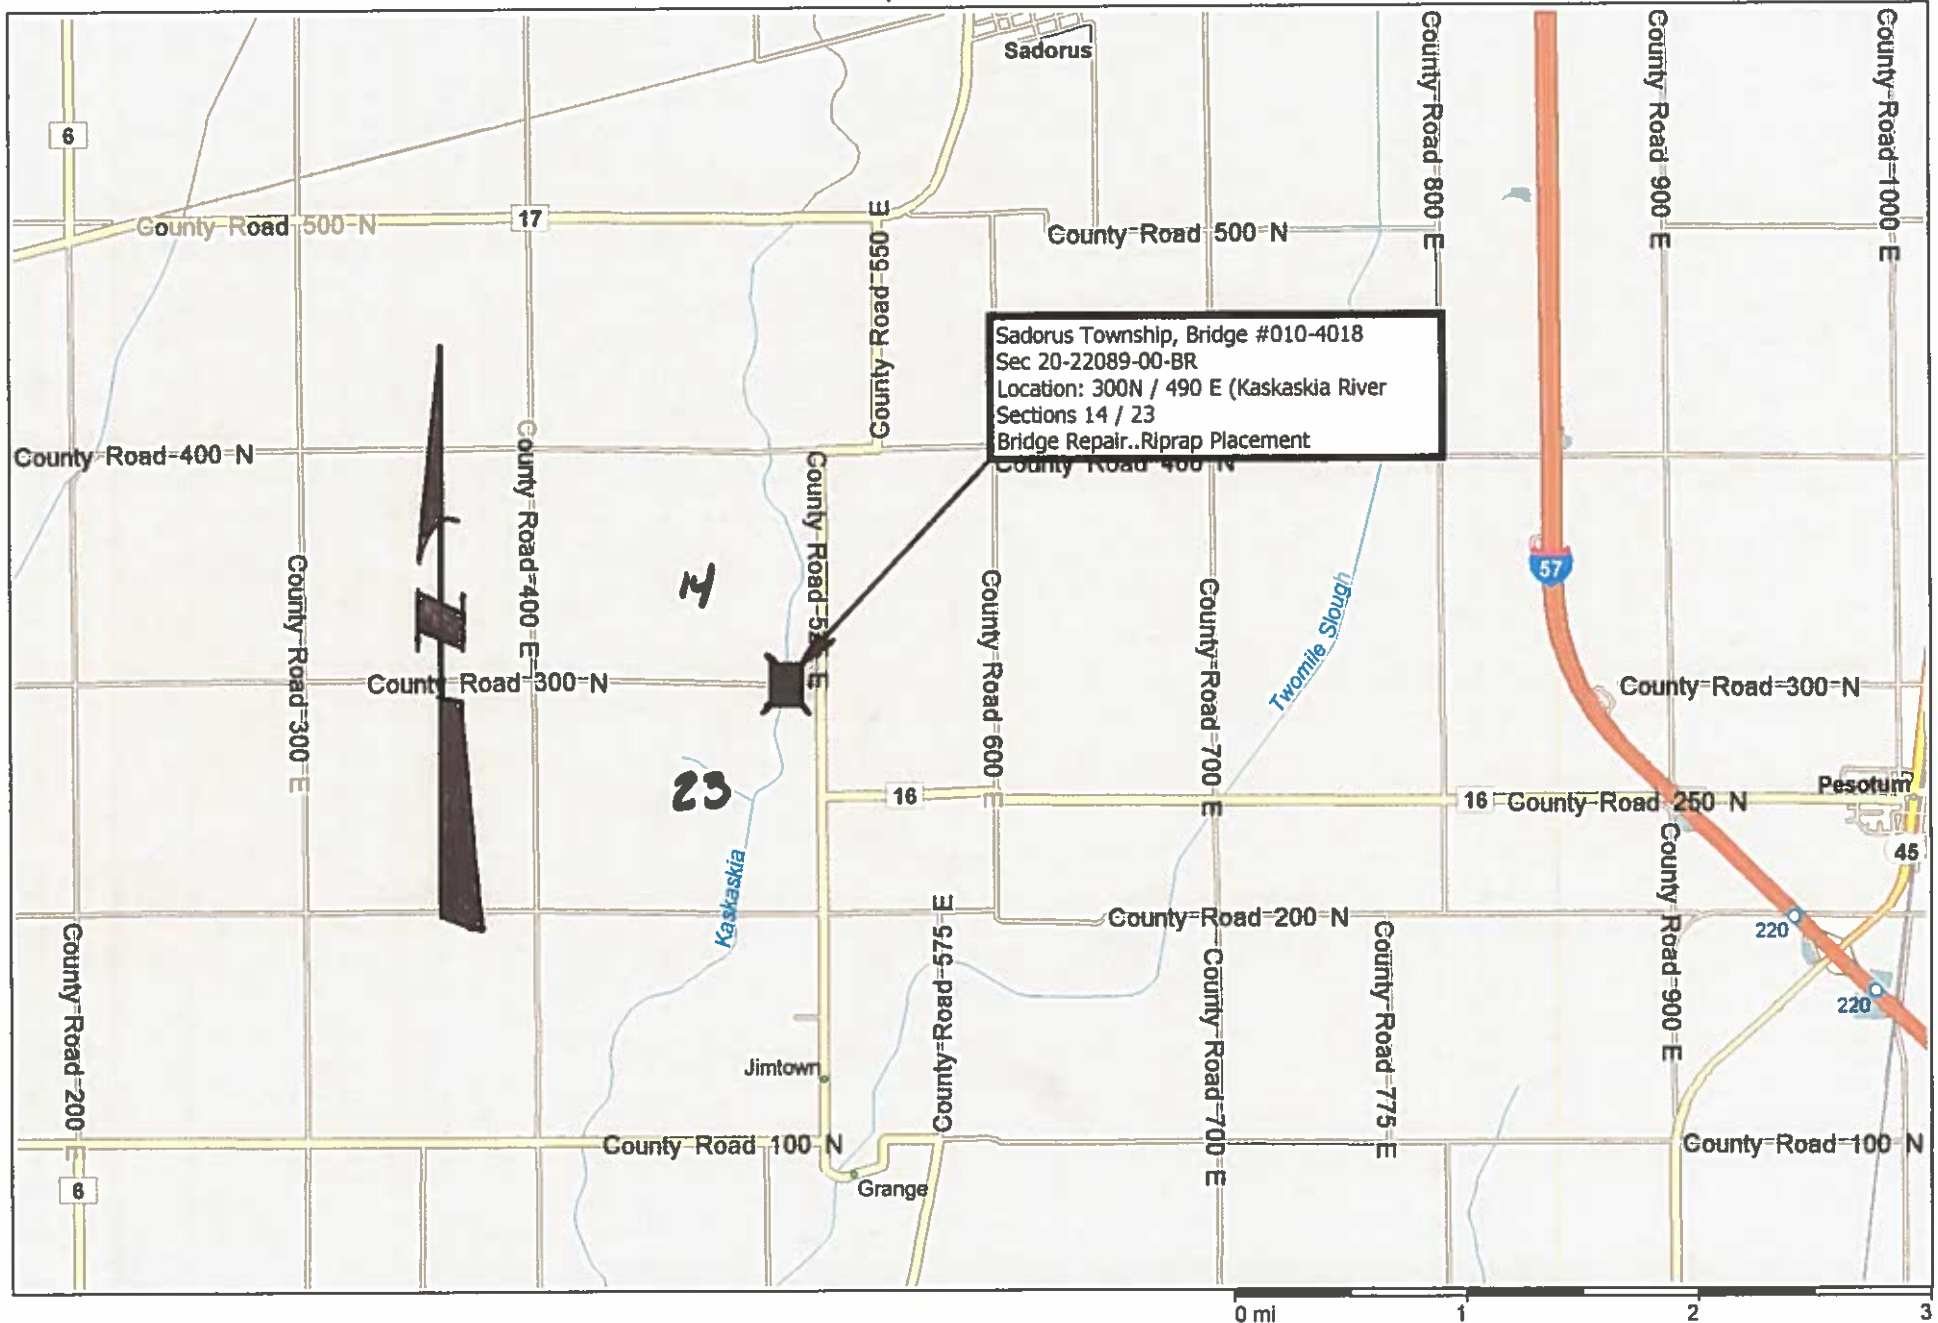 Sadorus
County Road 800 E
County Road 900 E
County Road 1000 E
6
County Road 500 N
17
County Road 550 E
County Road 500 N
Sadorus Township, Bridge #010-4018
Sec 20-22089-00-BR
Location: 300N / 490 E (Kaskaskia River
Sections 14 / 23
Bridge Repair..Riprap Placement
County Road 400 N
County Road 400 N
County Road 400 E
County Road 5
E
57
14
County Road 300 E
County Road 600 E
County Road 700 E
Twomile Slough
N
County Road 300 N
County Road 300 N
23
16
16
County Road 250 N
Pesotum
45
Kaskaskia
County Road 900 E
County Road 200 N
220
220
County Road 200 E
County Road 575 E
County Road 700 E
County Road 775 E
Jimtown
County Road 100 N
County Road 100 N
6
Grange
0 mi 1 2 3